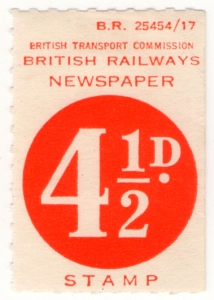 B.R. 25454/17
BRITISH TRANSPORT COMMISSION
BRITISH RAILWAYS
NEWSPAPER
4½D.
STAMP